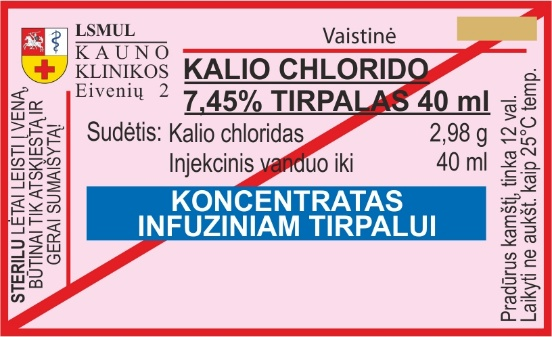 LSMUL
KAUNO
KLINIKOS
Eivenių 2
Vaistinė
KALIO CHLORIDO
7,45% TIRPALAS 40 ml
Sudėtis: Kalio chloridas 2,98 g
Injekcinis vanduo iki 40 ml
KONCENTRATAS
INFUZINIAM TIRPALUI
STERILU LĖTAI LEISTI Į VENĄ,
BŪTINAI TIK ATSKIESTĄ IR
GERAI SUMAIŠYTĄ!
Pradūrus kamštį, tinka 12 val.
Laikyti ne aukšt. kaip 25°C temp.